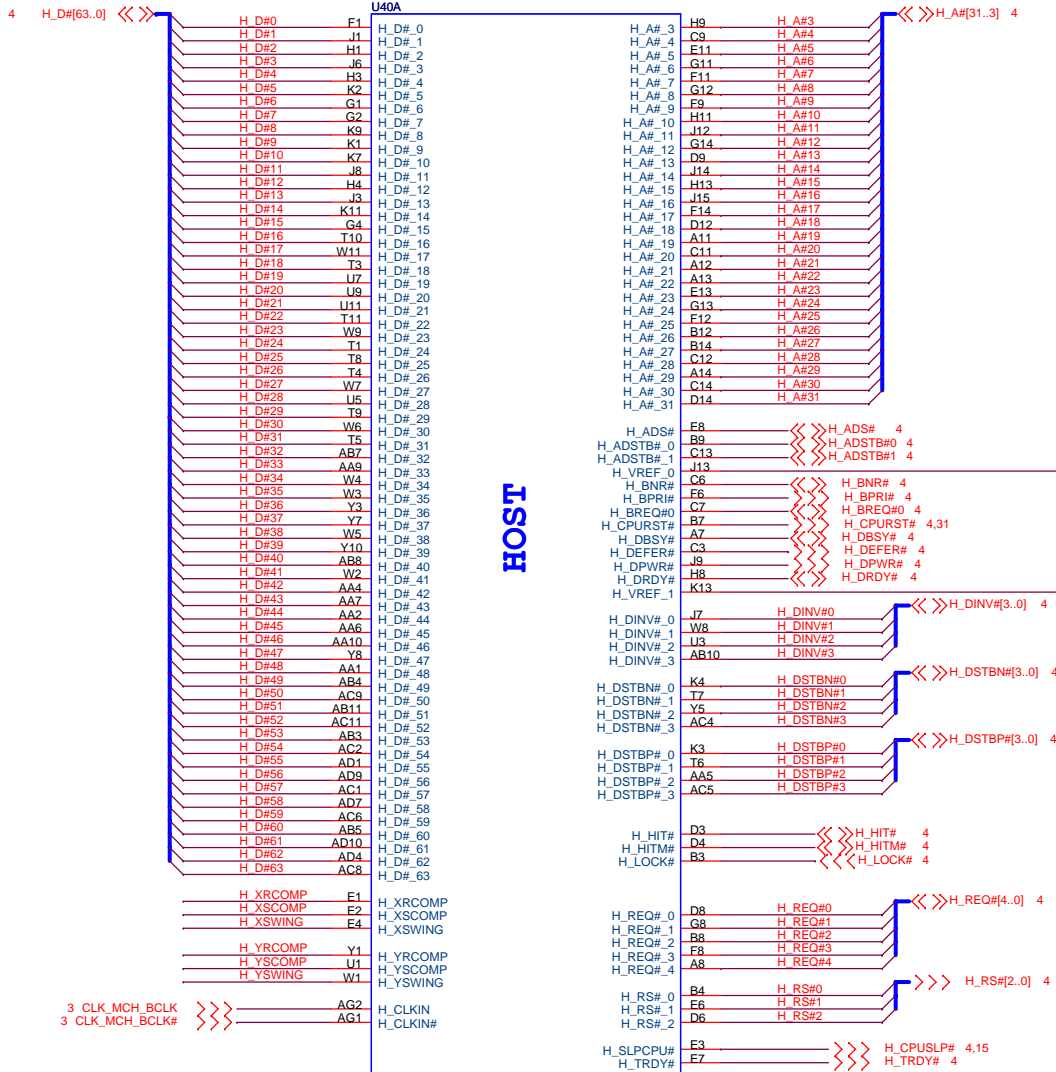 U40A
4 H_D#[63..0]
H_A#[31..3] 4
H_D#0 F1 H_D#_0
H_D#1 J1 H_D#_1
H_D#2 H1 H_D#_2
H_D#3 J6 H_D#_3
H_D#4 H3 H_D#_4
H_D#5 K2 H_D#_5
H_D#6 G1 H_D#_6
H_D#7 G2 H_D#_7
H_D#8 K9 H_D#_8
H_D#9 K1 H_D#_9
H_D#10 K7 H_D#_10
H_D#11 J8 H_D#_11
H_D#12 H4 H_D#_12
H_D#13 J3 H_D#_13
H_D#14 K11 H_D#_14
H_D#15 G4 H_D#_15
H_D#16 T10 H_D#_16
H_D#17 W11 H_D#_17
H_D#18 T3 H_D#_18
H_D#19 U7 H_D#_19
H_D#20 U9 H_D#_20
H_D#21 U11 H_D#_21
H_D#22 T11 H_D#_22
H_D#23 W9 H_D#_23
H_D#24 T1 H_D#_24
H_D#25 T8 H_D#_25
H_D#26 T4 H_D#_26
H_D#27 W7 H_D#_27
H_D#28 U5 H_D#_28
H_D#29 T9 H_D#_29
H_D#30 W6 H_D#_30
H_D#31 T5 H_D#_31
H_D#32 AB7 H_D#_32
H_D#33 AA9 H_D#_33
H_D#34 W4 H_D#_34
H_D#35 W3 H_D#_35
H_D#36 Y3 H_D#_36
H_D#37 Y7 H_D#_37
H_D#38 W5 H_D#_38
H_D#39 Y10 H_D#_39
H_D#40 AB8 H_D#_40
H_D#41 W2 H_D#_41
H_D#42 AA4 H_D#_42
H_D#43 AA7 H_D#_43
H_D#44 AA2 H_D#_44
H_D#45 AA6 H_D#_45
H_D#46 AA10 H_D#_46
H_D#47 Y8 H_D#_47
H_D#48 AA1 H_D#_48
H_D#49 AB4 H_D#_49
H_D#50 AC9 H_D#_50
H_D#51 AB11 H_D#_51
H_D#52 AC11 H_D#_52
H_D#53 AB3 H_D#_53
H_D#54 AC2 H_D#_54
H_D#55 AD1 H_D#_55
H_D#56 AD9 H_D#_56
H_D#57 AC1 H_D#_57
H_D#58 AD7 H_D#_58
H_D#59 AC6 H_D#_59
H_D#60 AB5 H_D#_60
H_D#61 AD10 H_D#_61
H_D#62 AD4 H_D#_62
H_D#63 AC8 H_D#_63
H_XRCOMP E1 H_XRCOMP
H_XSCOMP E2 H_XSCOMP
H_XSWING E4 H_XSWING
H_YRCOMP Y1 H_YRCOMP
H_YSCOMP U1 H_YSCOMP
H_YSWING W1 H_YSWING
3 CLK_MCH_BCLK AG2 H_CLKIN
3 CLK_MCH_BCLK# AG1 H_CLKIN#
HOST
H_A#_3 H9 H_A#3
H_A#_4 C9 H_A#4
H_A#_5 E11 H_A#5
H_A#_6 G11 H_A#6
H_A#_7 F11 H_A#7
H_A#_8 G12 H_A#8
H_A#_9 F9 H_A#9
H_A#_10 H11 H_A#10
H_A#_11 J12 H_A#11
H_A#_12 G14 H_A#12
H_A#_13 D9 H_A#13
H_A#_14 J14 H_A#14
H_A#_15 H13 H_A#15
H_A#_16 J15 H_A#16
H_A#_17 F14 H_A#17
H_A#_18 D12 H_A#18
H_A#_19 A11 H_A#19
H_A#_20 C11 H_A#20
H_A#_21 A12 H_A#21
H_A#_22 A13 H_A#22
H_A#_23 E13 H_A#23
H_A#_24 G13 H_A#24
H_A#_25 F12 H_A#25
H_A#_26 B12 H_A#26
H_A#_27 B14 H_A#27
H_A#_28 C12 H_A#28
H_A#_29 A14 H_A#29
H_A#_30 C14 H_A#30
H_A#_31 D14 H_A#31
H_ADS# E8 H_ADS# 4
H_ADSTB#_0 B9 H_ADSTB#0 4
H_ADSTB#_1 C13 H_ADSTB#1 4
H_VREF_0 J13
H_BNR# C6 H_BNR# 4
H_BPRI# F6 H_BPRI# 4
H_BREQ#0 C7 H_BREQ#0 4
H_CPURST# B7 H_CPURST# 4,31
H_DBSY# A7 H_DBSY# 4
H_DEFER# C3 H_DEFER# 4
H_DPWR# J9 H_DPWR# 4
H_DRDY# H8 H_DRDY# 4
H_VREF_1 K13
H_DINV#[3..0] 4
H_DINV#_0 J7 H_DINV#0
H_DINV#_1 W8 H_DINV#1
H_DINV#_2 U3 H_DINV#2
H_DINV#_3 AB10 H_DINV#3
H_DSTBN#[3..0] 4
H_DSTBN#_0 K4 H_DSTBN#0
H_DSTBN#_1 T7 H_DSTBN#1
H_DSTBN#_2 Y5 H_DSTBN#2
H_DSTBN#_3 AC4 H_DSTBN#3
H_DSTBP#[3..0] 4
H_DSTBP#_0 K3 H_DSTBP#0
H_DSTBP#_1 T6 H_DSTBP#1
H_DSTBP#_2 AA5 H_DSTBP#2
H_DSTBP#_3 AC5 H_DSTBP#3
H_HIT# D3 H_HIT# 4
H_HITM# D4 H_HITM# 4
H_LOCK# B3 H_LOCK# 4
H_REQ#[4..0] 4
H_REQ#_0 D8 H_REQ#0
H_REQ#_1 G8 H_REQ#1
H_REQ#_2 B8 H_REQ#2
H_REQ#_3 F8 H_REQ#3
H_REQ#_4 A8 H_REQ#4
H_RS#[2..0] 4
H_RS#_0 B4 H_RS#0
H_RS#_1 E6 H_RS#1
H_RS#_2 D6 H_RS#2
H_SLPCPU# E3 H_CPUSLP# 4,15
H_TRDY# E7 H_TRDY# 4